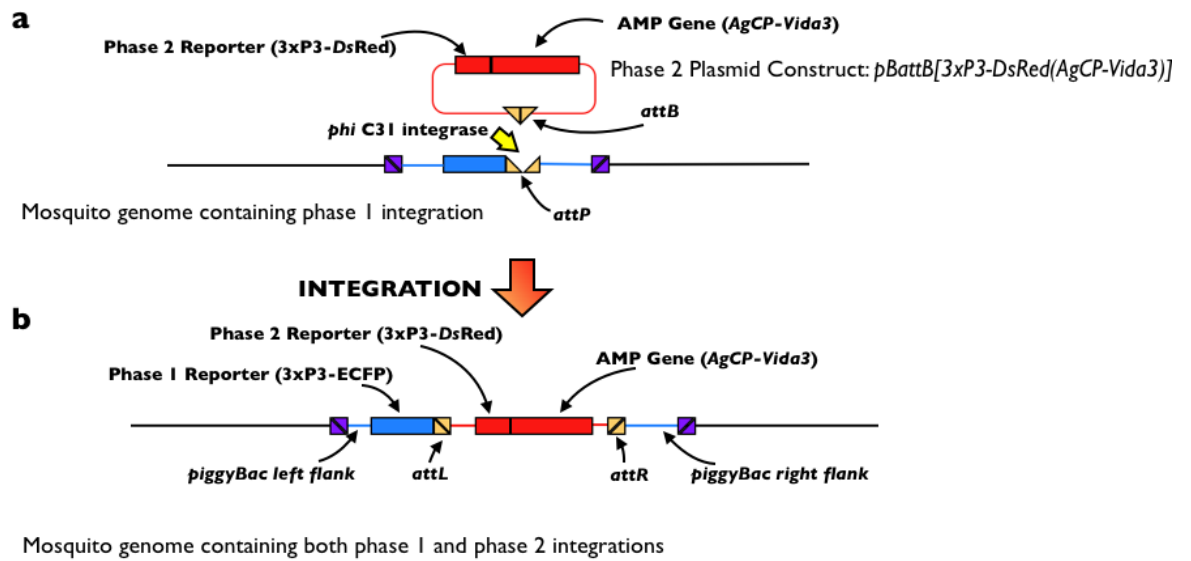 a
AMP Gene (AgCP-Vida3)
Phase 2 Reporter (3xP3-DsRed)
Phase 2 Plasmid Construct: pBattB[3xP3-DsRed(AgCP-Vida3)]
attB
phi C31 integrase
Mosquito genome containing phase 1 integration
attP
INTEGRATION
b
Phase 2 Reporter (3xP3-DsRed)
AMP Gene (AgCP-Vida3)
Phase 1 Reporter (3xP3-ECFP)
piggyBac left flank
attL
attR
piggyBac right flank
Mosquito genome containing both phase 1 and phase 2 integrations